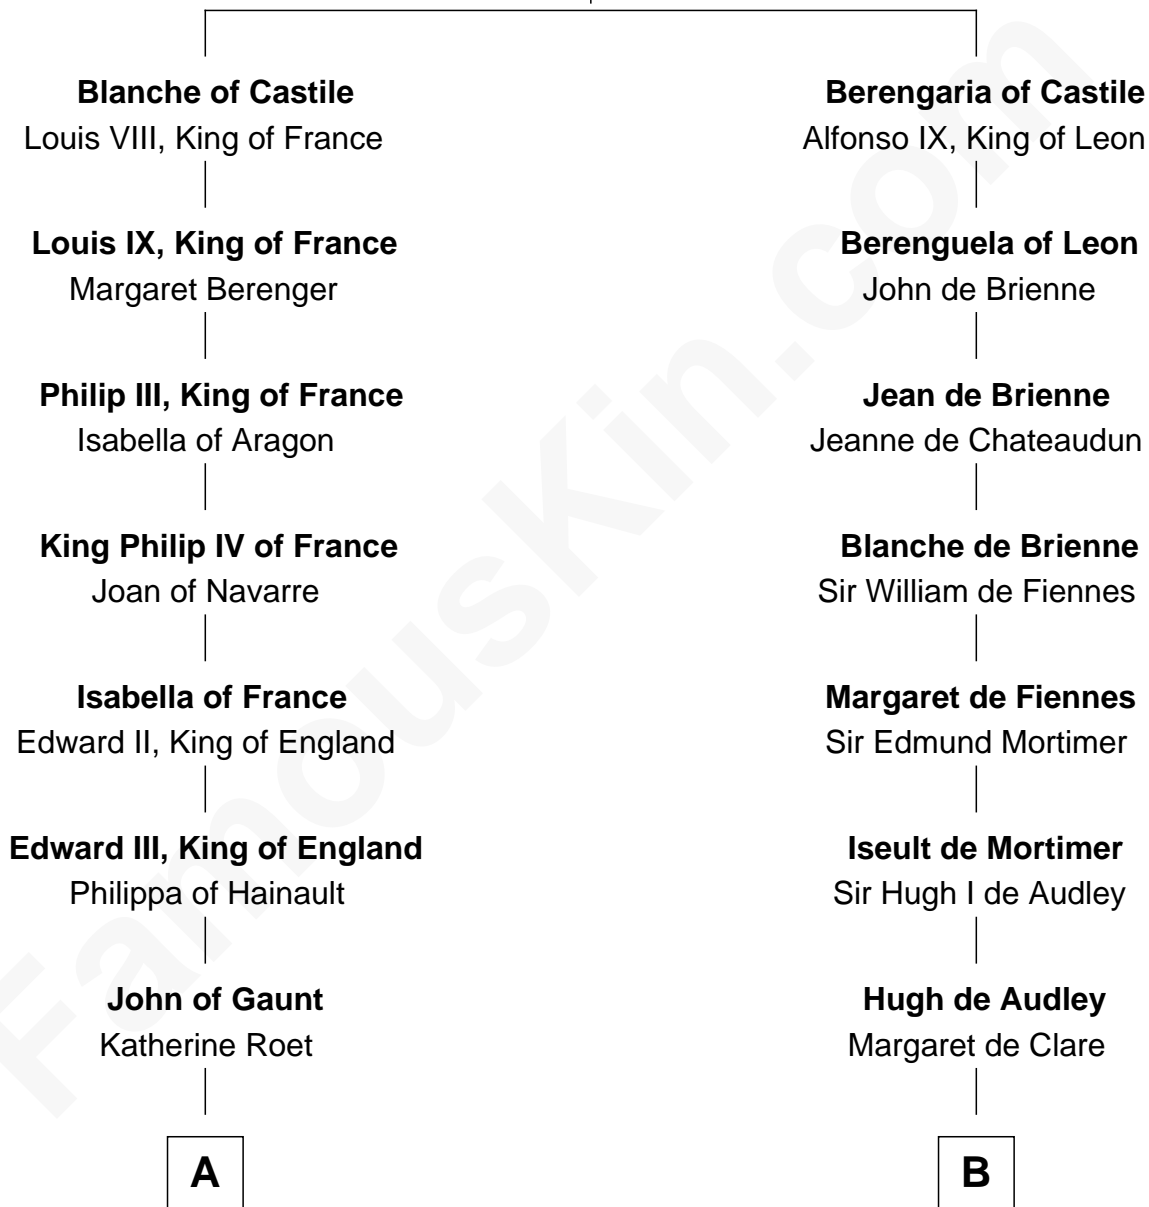 Blanche of Castile
Louis VIII, King of France
Louis IX, King of France
Margaret Berenger
Philip III, King of France
Isabella of Aragon
King Philip IV of France
Joan of Navarre
Isabella of France
Edward II, King of England
Edward III, King of England
Philippa of Hainault
John of Gaunt
Katherine Roet
A
Berengaria of Castile
Alfonso IX, King of Leon
Berenguela of Leon
John de Brienne
Jean de Brienne
Jeanne de Chateaudun
Blanche de Brienne
Sir William de Fiennes
Margaret de Fiennes
Sir Edmund Mortimer
Iseult de Mortimer
Sir Hugh I de Audley
Hugh de Audley
Margaret de Clare
B
FamousKin.com